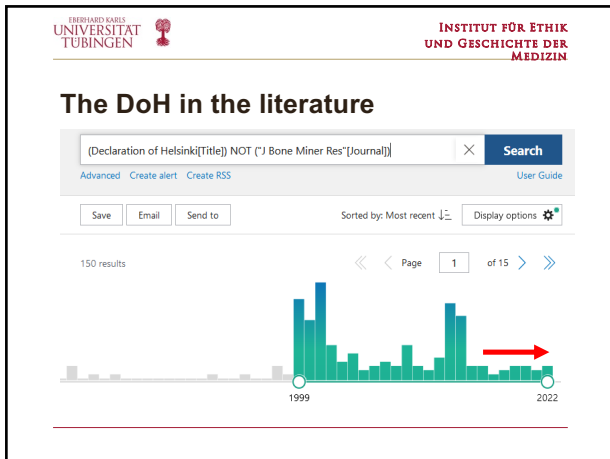 EBERHARD KARLS
UNIVERSITÄT
TÜBINGEN
INSTITUT FÜR ETHIK
UND GESCHICHTE DER
MEDIZIN
The DoH in the literature
(Declaration of Helsinki[Title]) NOT ("J Bone Miner Res"[Journal])
Search
Advanced Create alert Create RSS
User Guide
Save Email Send to
Sorted by: Most recent
Display options
150 results
Page 1 of 15
1999
2022